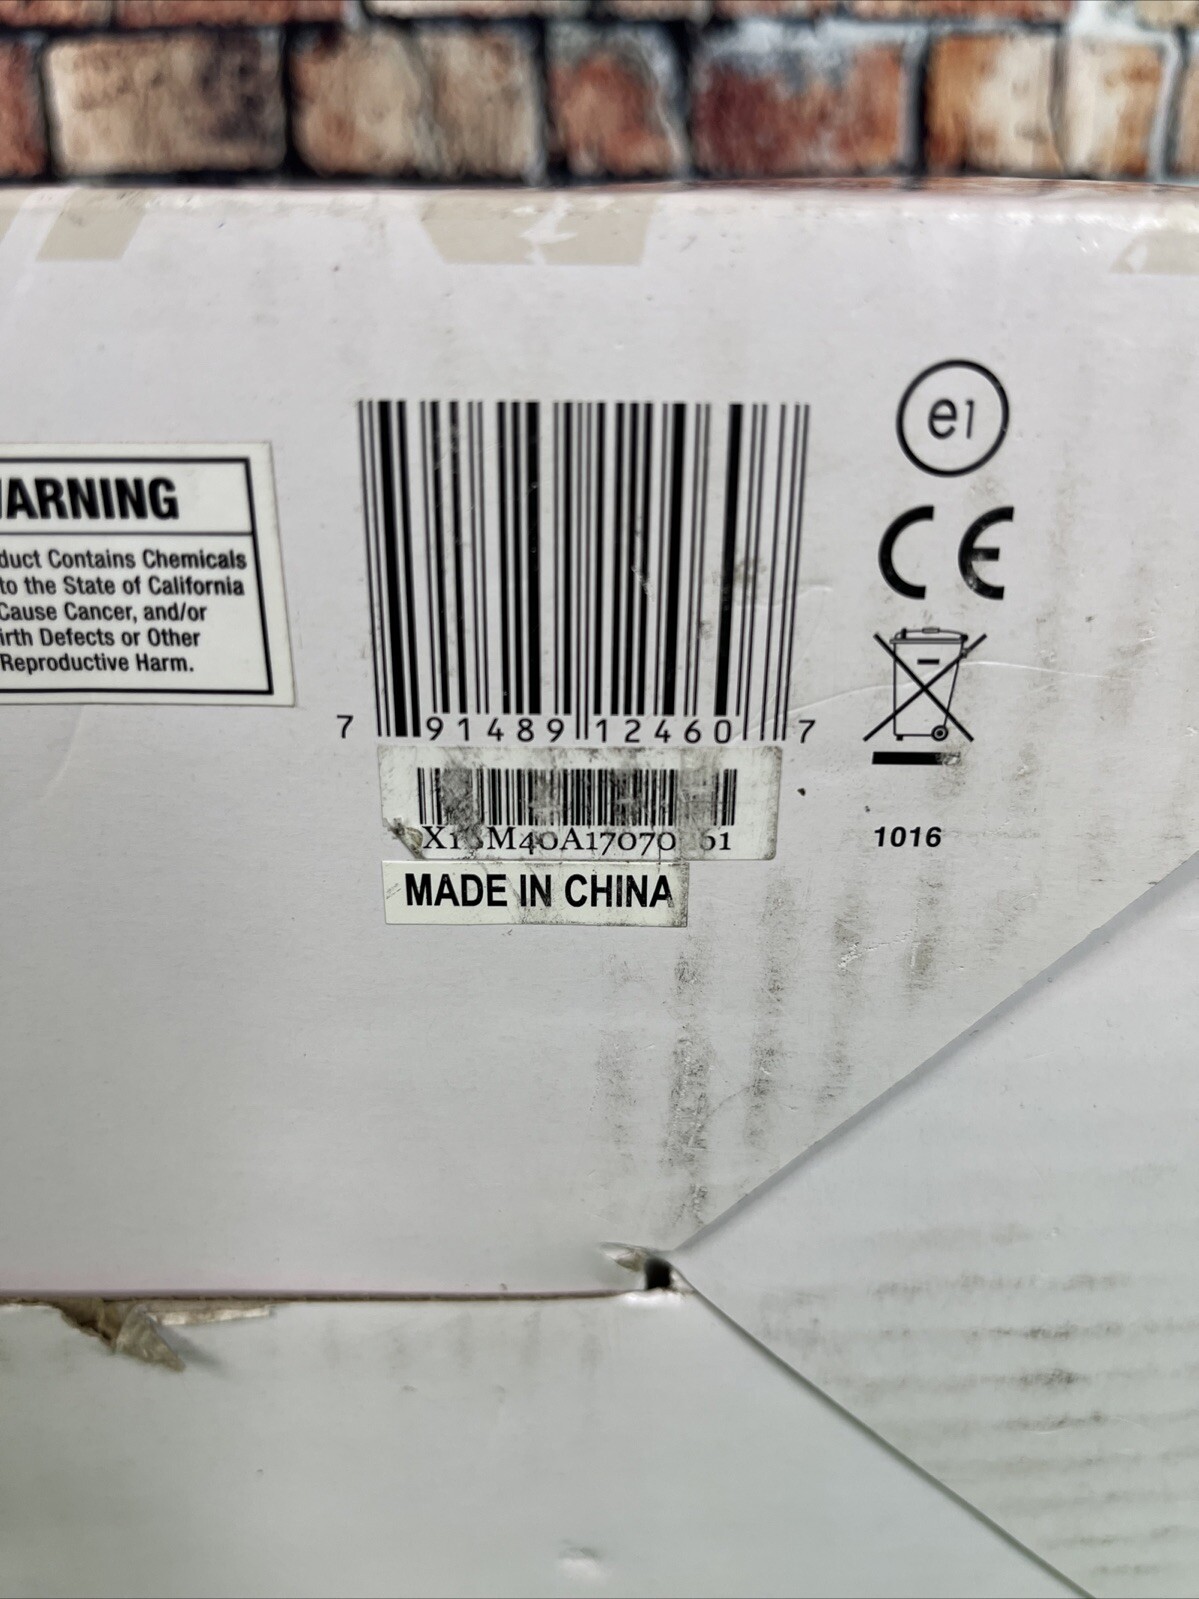 e1
CE
ARNING
duct Contains Chemicals
to the State of California
Cause Cancer, and/or
irth Defects or Other
Reproductive Harm.
7 91489 12460 7
1016
MADE IN CHINA